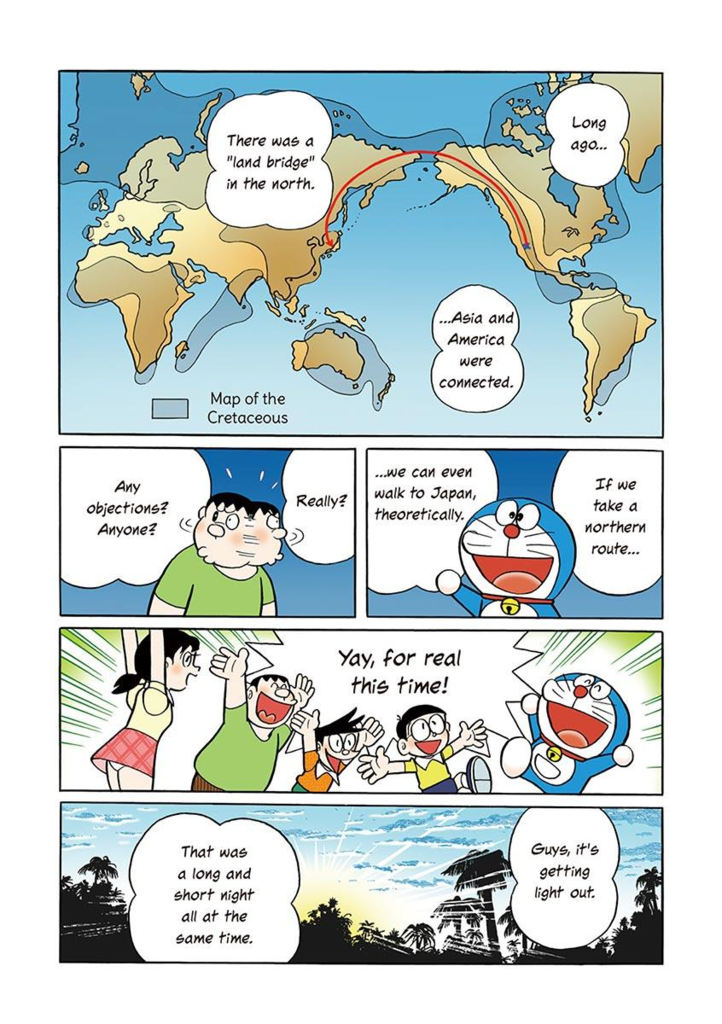 Long
ago...
There was a
"land bridge"
in the north.
...Asia and
America
were
connected.
Map of the
Cretaceous
If we
take a
northern
route...
...we can even
walk to Japan,
theoretically.
Really?
Any
objections?
Anyone?
Yay, for real
this time!
Guys, it's
getting
light out.
That was
a long and
short night
all at the
same time.